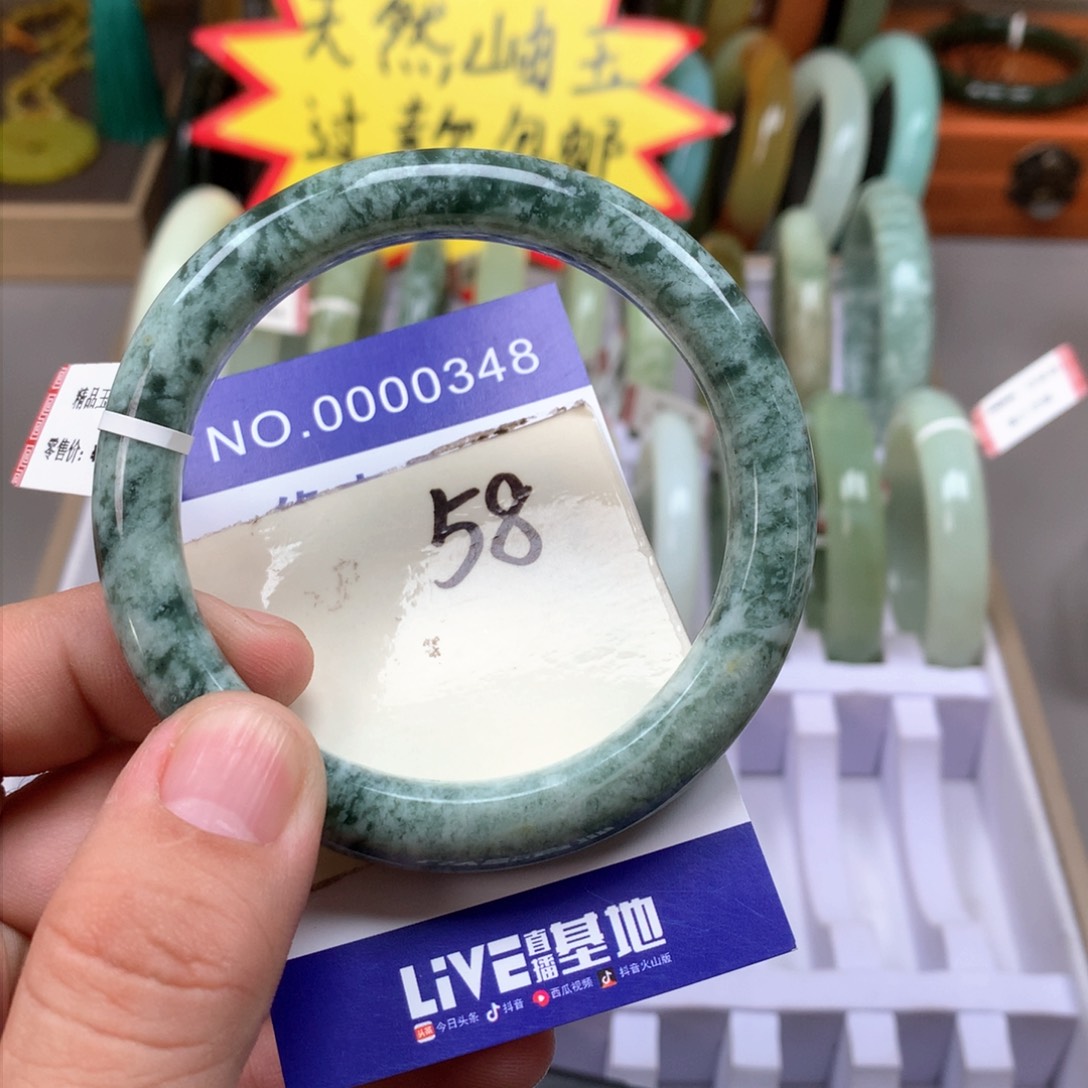 天然岫玉
过款包邮
精品玉
零售价：
NO.0000348
58
LiVE直播基地
头条 今日头条 抖音 西瓜视频 抖音火山版